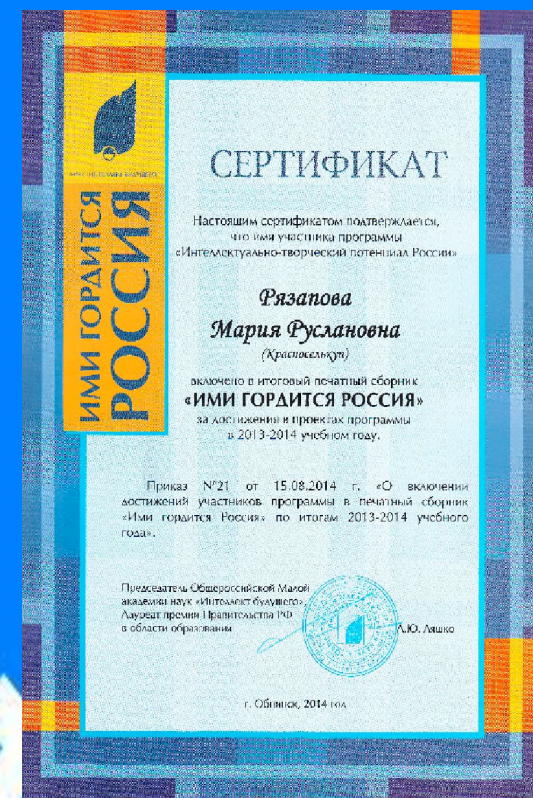 СЕРТИФИКАТ
Настоящим сертификатом подтверждается,
что имя участника программы
«Интеллектуально-творческий потенциал России»
Рязапова
Мария Руслановна
(Красноселькуп)
включено в итоговый печатный сборник
«ИМИ ГОРДИТСЯ РОССИЯ»
за достижения в проектах программы
в 2013-2014 учебном году.
Приказ №21 от 15.08.2014 г. «О включении
достижений участников программы в печатный сборник
«Ими гордится Россия» по итогам 2013-2014 учебного
года».
Председатель Общероссийской Малой
академии наук «Интеллект будущего»,
Лауреат премии Правительства РФ
в области образования
Л.Ю. Ляшко
г. Обнинск, 2014 год
ИМИ ГОРДИТСЯ
РОССИЯ